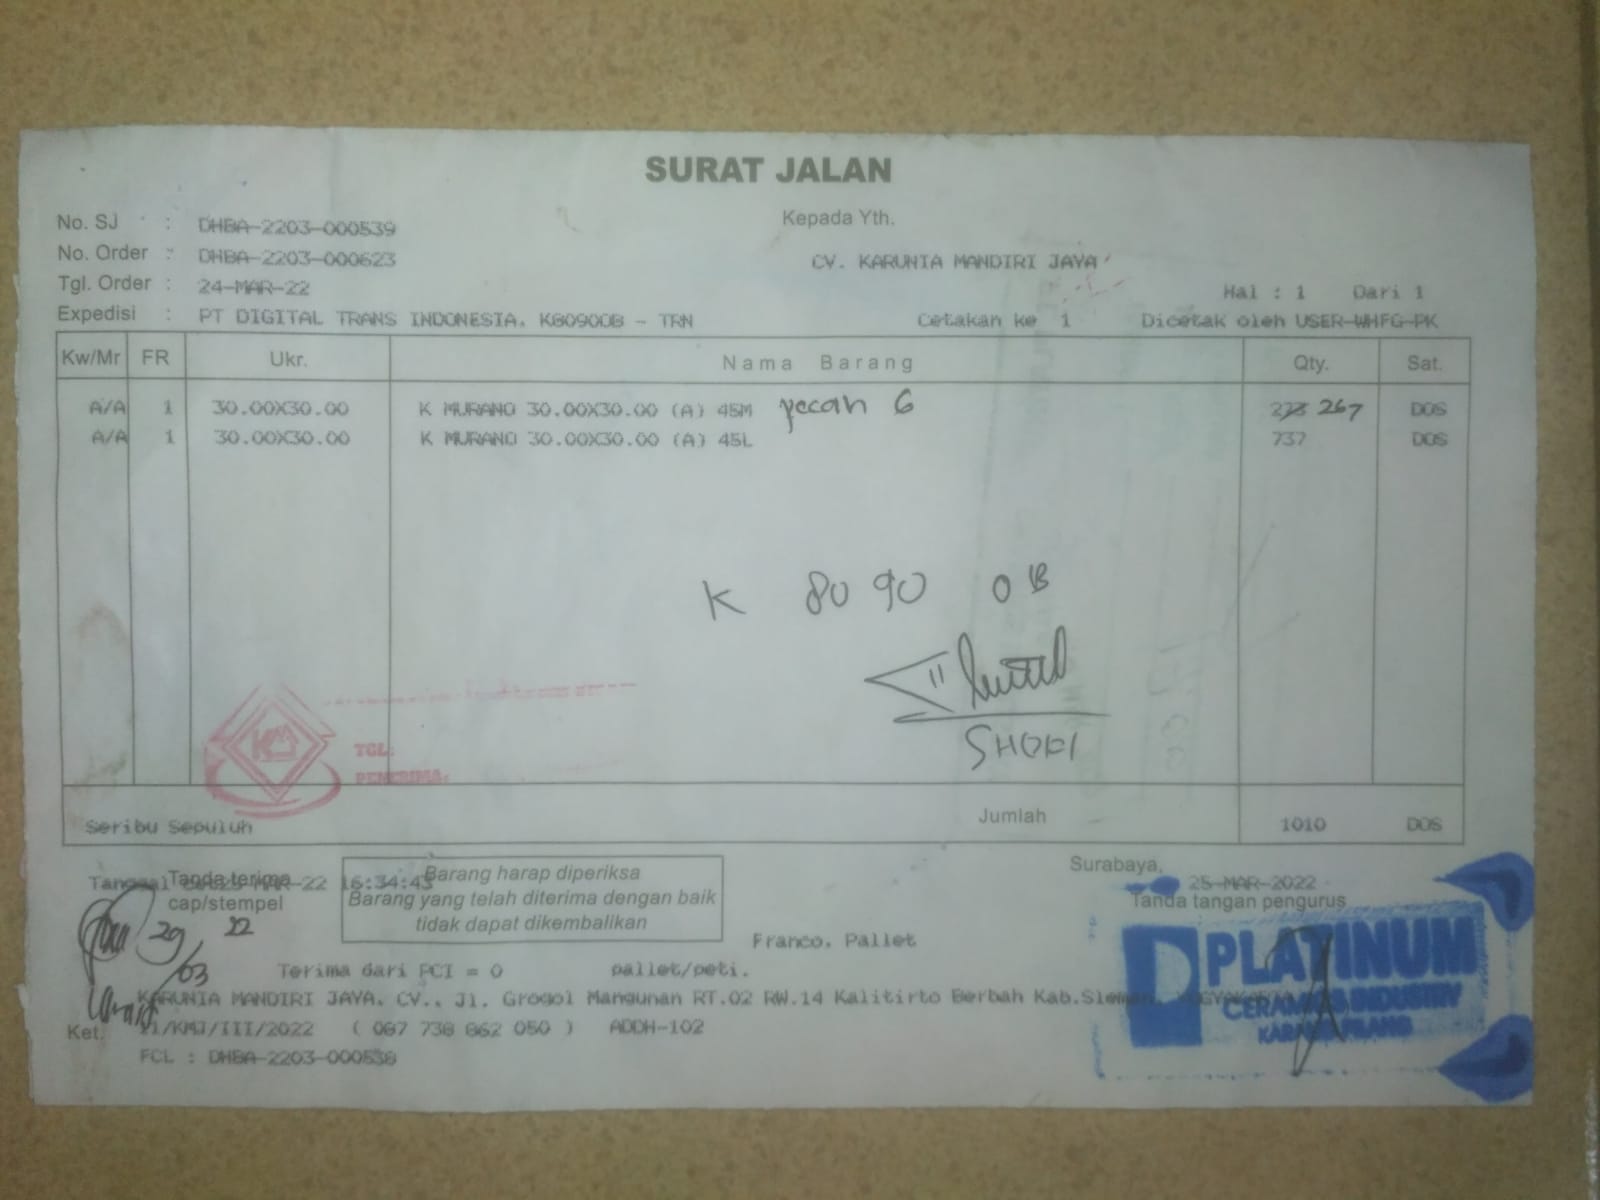 SURAT JALAN
No. SJ : DHBA-2203-000539
Kepada Yth.
No. Order : DHBA-2203-000623
CV. KARUNIA MANDIRI JAYA
Tgl. Order : 24-MAR-22
Hal : 1 Dari 1
Expedisi : PT DIGITAL TRANS INDONESIA. K8090OB - TRN
Cetakan ke 1 Dicetak oleh USER-WHFG-PK
Kw/Mr FR Ukr. Nama Barang Qty. Sat.
A/A 1 30.00X30.00 K MURANO 30.00X30.00 (A) 45M pecah 6 273 267 DOS
A/A 1 30.00X30.00 K MURANO 30.00X30.00 (A) 45L 737 DOS
K 8090 OB
SHOFI
TGL:
PENERIMA:
Jumlah
Seribu Sepuluh 1010 DOS
Surabaya,
25-MAR-2022
Tanggal 25-MAR-22 16:34:43
Tanda terima
cap/stempel
Barang harap diperiksa
Barang yang telah diterima dengan baik
tidak dapat dikembalikan
Tanda tangan pengurus
29/03 22
Franco. Pallet
PLATINUM
CERAMICS INDUSTRY
KARANG PILANG
Terima dari PCI = 0 pallet/peti.
KARUNIA MANDIRI JAYA. CV.. Jl. Grogol Mangunan RT.02 RW.14 Kalitirto Berbah Kab.Sleman.
Ket. 11/KMJ/III/2022 ( 087 738 862 050 ) ADDH-102
FCL : DHBA-2203-000538